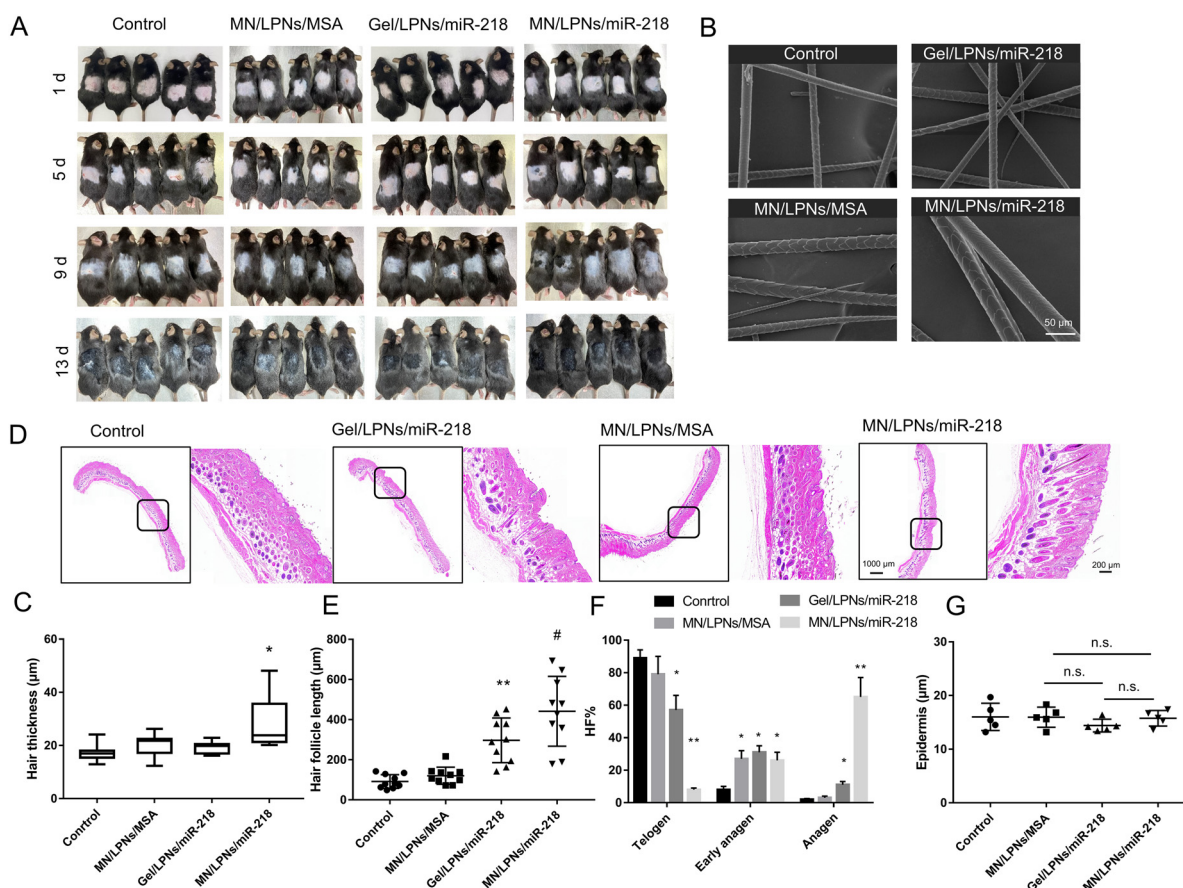 A
Control
MN/LPNs/MSA
Gel/LPNs/miR-218
MN/LPNs/miR-218
1 d
5 d
9 d
13 d
B
Control
Gel/LPNs/miR-218
MN/LPNs/MSA
MN/LPNs/miR-218
50 μm
D
Control
Gel/LPNs/miR-218
MN/LPNs/MSA
MN/LPNs/miR-218
1000 μm
200 μm
C
Hair thickness (μm)
60
40
20
0
*
Conrtrol
MN/LPNs/MSA
Gel/LPNs/miR-218
MN/LPNs/miR-218
E
Hair follicle length (μm)
800
600
400
200
0
**
#
Conrtrol
MN/LPNs/MSA
Gel/LPNs/miR-218
MN/LPNs/miR-218
F
Conrtrol
Gel/LPNs/miR-218
MN/LPNs/MSA
MN/LPNs/miR-218
HF%
100
80
60
40
20
0
*
**
*
*
*
*
**
Telogen
Early anagen
Anagen
G
Epidermis (μm)
30
20
10
0
n.s.
n.s.
n.s.
Conrtrol
MN/LPNs/MSA
Gel/LPNs/miR-218
MN/LPNs/miR-218